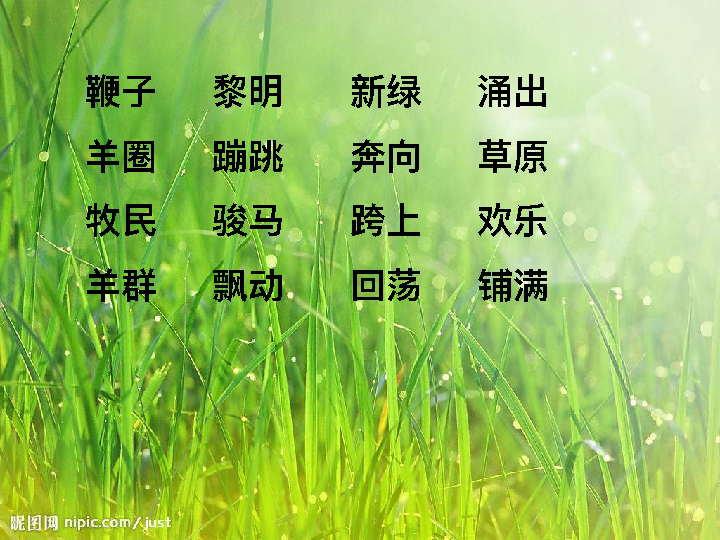 鞭子 黎明 新绿 涌出
羊圈 蹦跳 奔向 草原
牧民 骏马 跨上 欢乐
羊群 飘动 回荡 铺满
昵图网 nipic.com/just